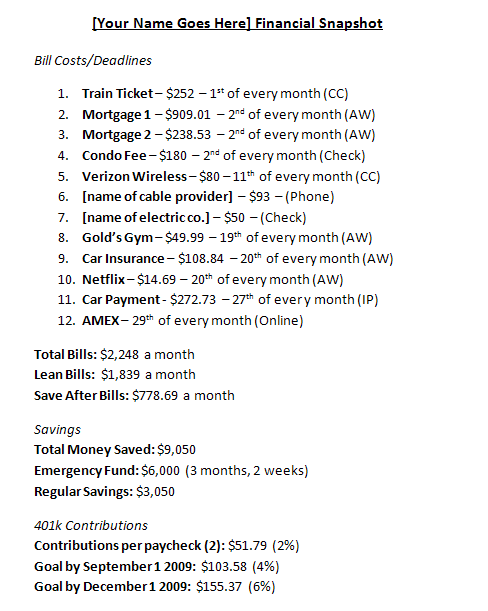 [Your Name Goes Here] Financial Snapshot
Bill Costs/Deadlines
1. Train Ticket – $252 – 1st of every month (CC)
2. Mortgage 1 – $909.01 – 2nd of every month (AW)
3. Mortgage 2 – $238.53 – 2nd of every month (AW)
4. Condo Fee – $180 – 2nd of every month (Check)
5. Verizon Wireless – $80 – 11th of every month (CC)
6. [name of cable provider] – $93 – (Phone)
7. [name of electric co.] – $50 – (Check)
8. Gold's Gym – $49.99 – 19th of every month (AW)
9. Car Insurance – $108.84 – 20th of every month (AW)
10. Netflix – $14.69 – 20th of every month (AW)
11. Car Payment - $272.73 – 27th of every month (IP)
12. AMEX – 29th of every month (Online)
Total Bills: $2,248 a month
Lean Bills: $1,839 a month
Save After Bills: $778.69 a month
Savings
Total Money Saved: $9,050
Emergency Fund: $6,000 (3 months, 2 weeks)
Regular Savings: $3,050
401k Contributions
Contributions per paycheck (2): $51.79 (2%)
Goal by September 1 2009: $103.58 (4%)
Goal by December 1 2009: $155.37 (6%)